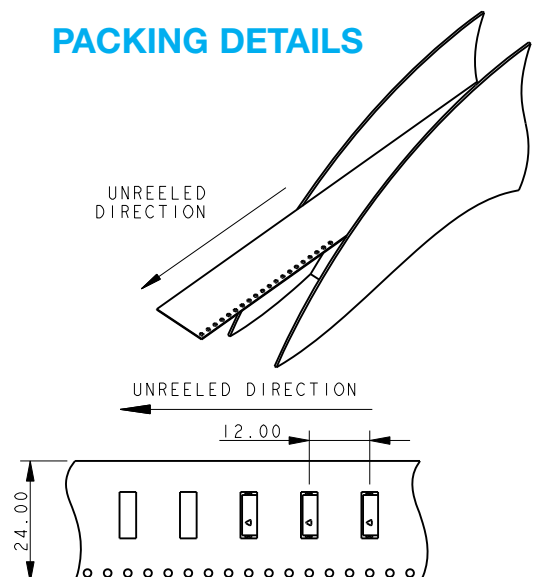 PACKING DETAILS
UNREELED
DIRECTION
UNREELED DIRECTION
12.00
24.00